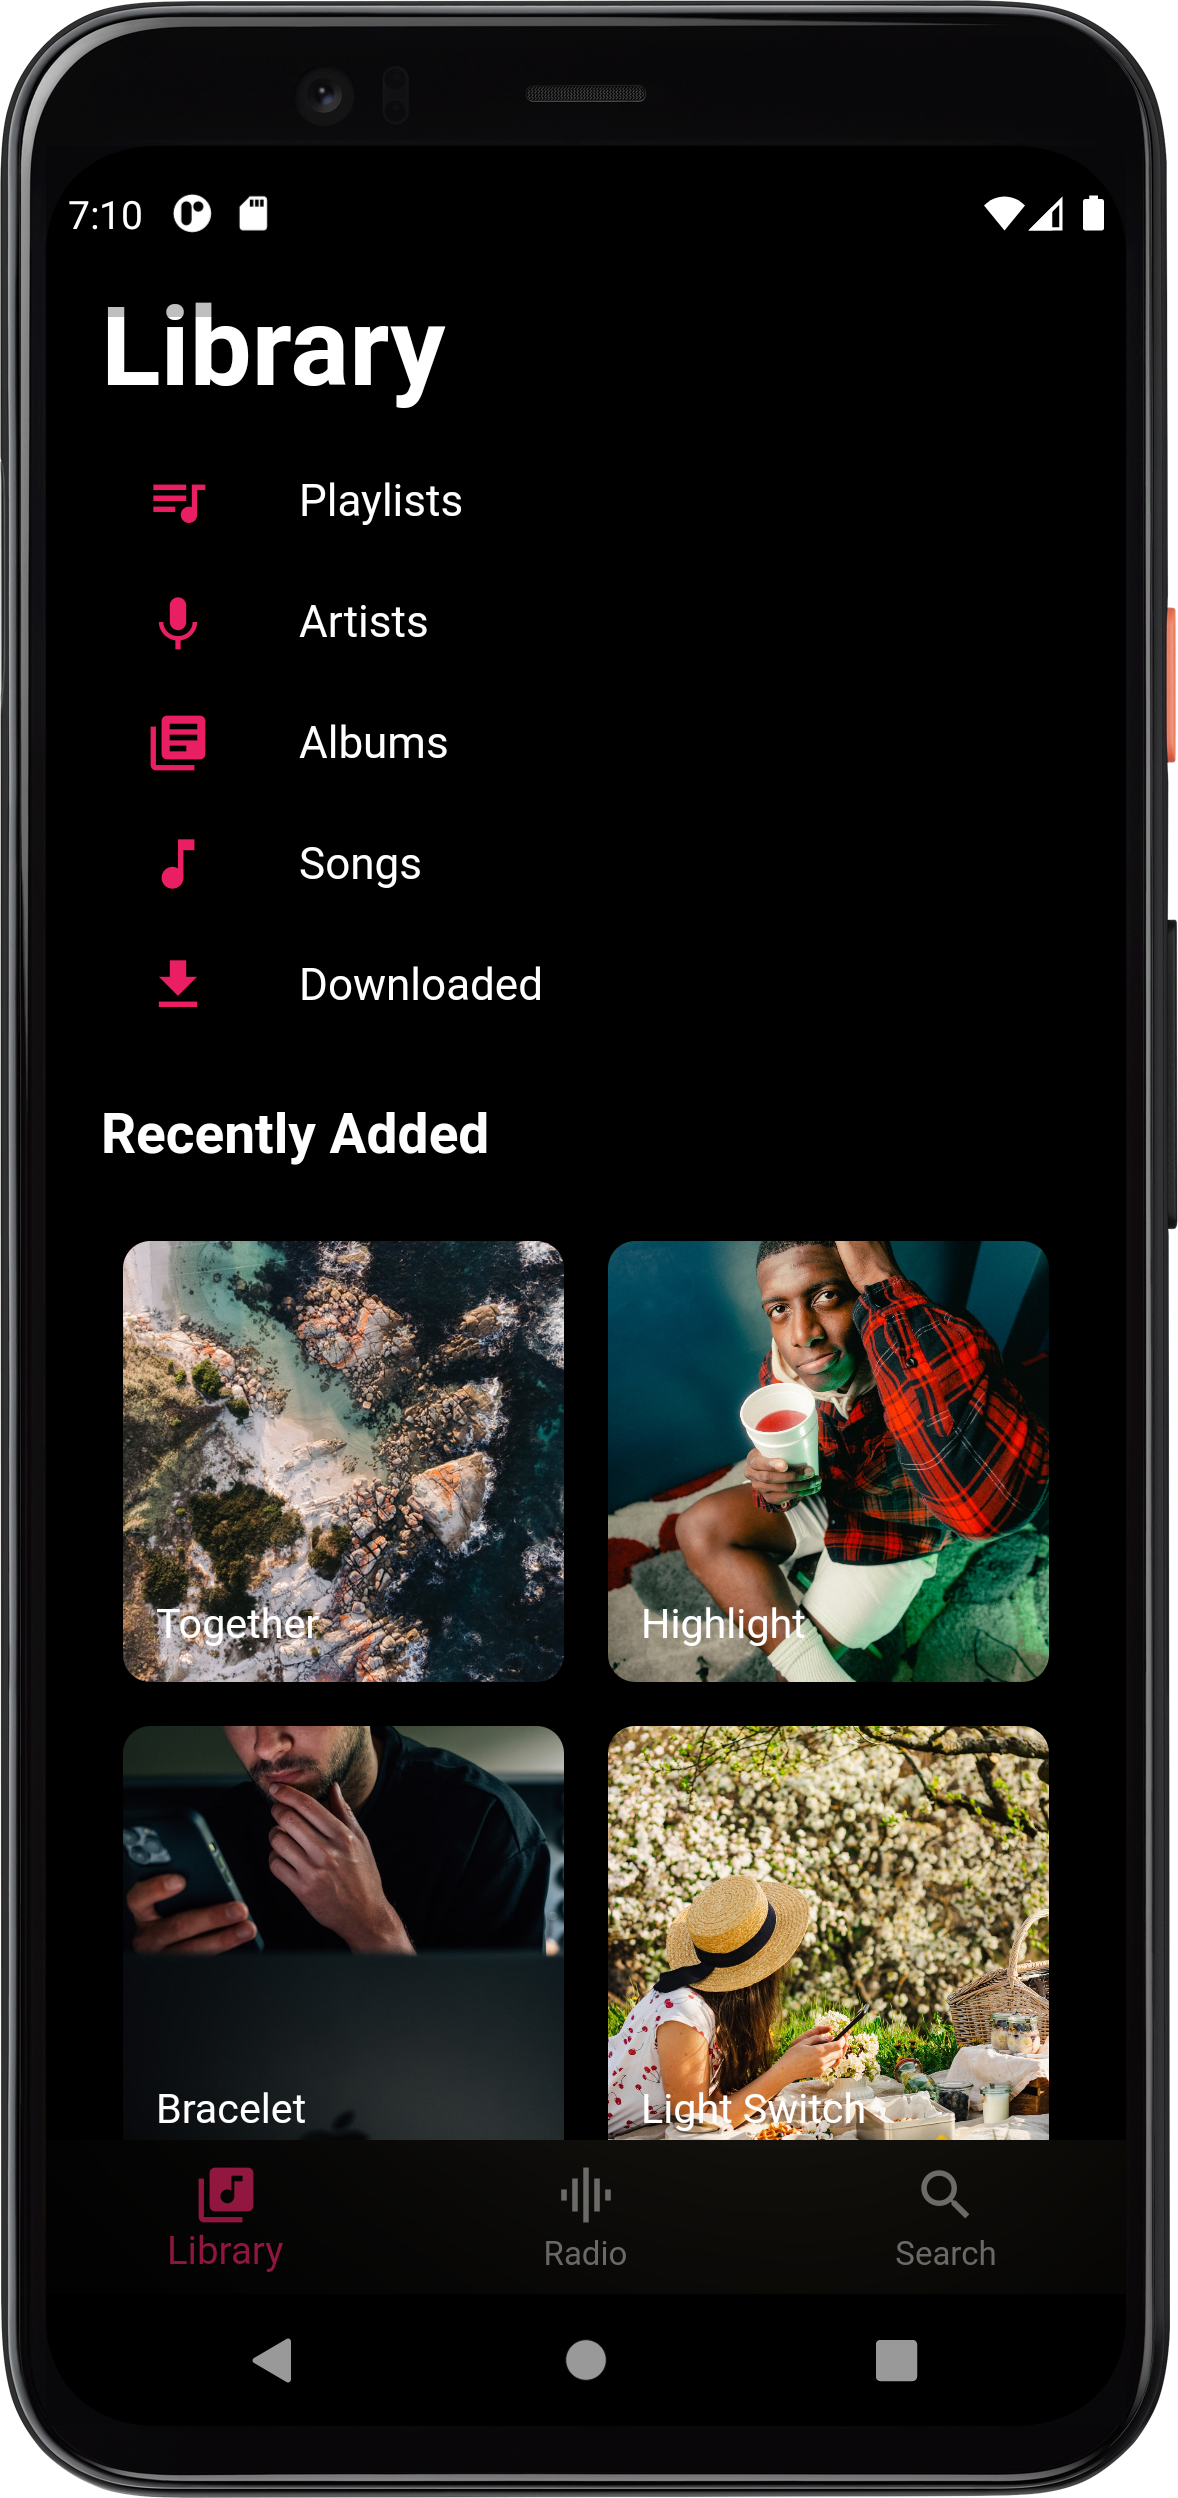 7:10
Library
Playlists
Artists
Albums
Songs
Downloaded
Recently Added
Together
Highlight
Bracelet
Light Switch
Library
Radio
Search